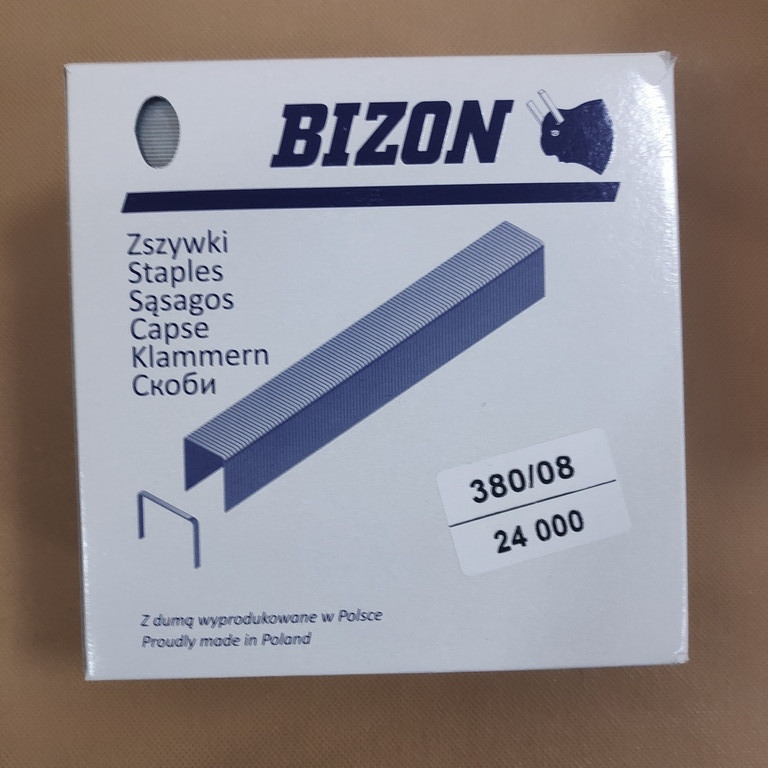 BIZON
Zszywki
Staples
Sąsagos
Capse
Klammern
Скоби
380/08
24 000
Z dumą wyprodukowane w Polsce
Proudly made in Poland